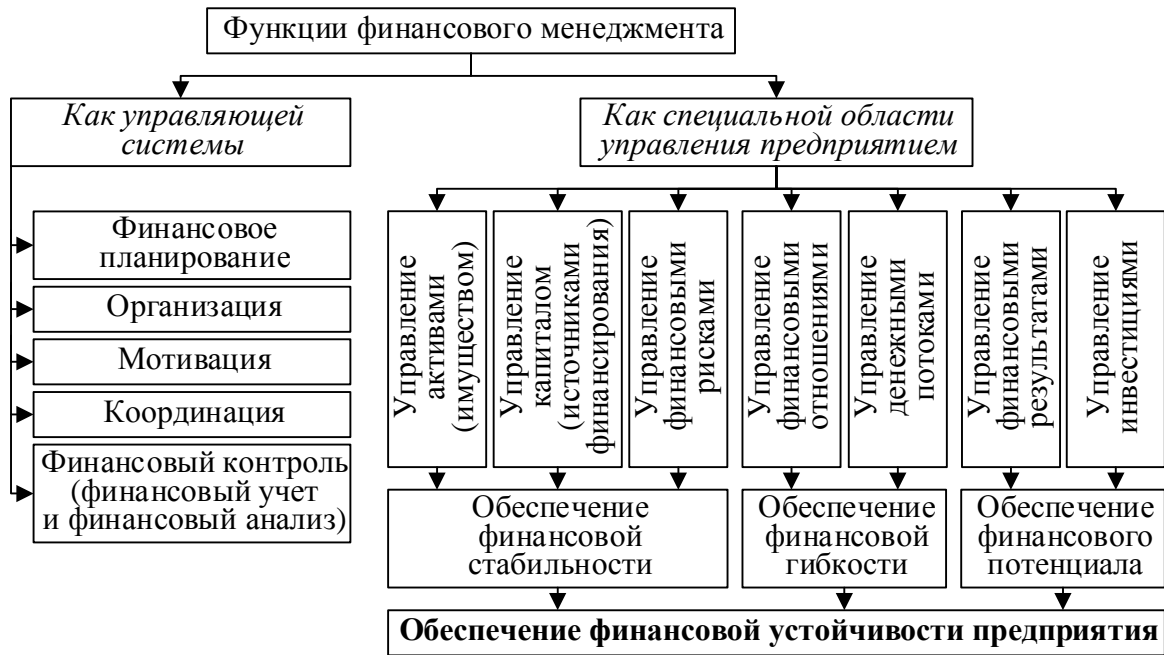 Функции финансового менеджмента
Как управляющей
системы
Как специальной области
управления предприятием
Финансовое
планирование
Организация
Мотивация
Координация
Финансовый контроль
(финансовый учет
и финансовый анализ)
Управление
активами
(имуществом)
Управление
капиталом
(источниками
финансирования)
Управление
финансовыми
рисками
Управление
финансовыми
отношениями
Управление
денежными
потоками
Управление
финансовыми
результатами
Управление
инвестициями
Обеспечение
финансовой
стабильности
Обеспечение
финансовой
гибкости
Обеспечение
финансового
потенциала
Обеспечение финансовой устойчивости предприятия